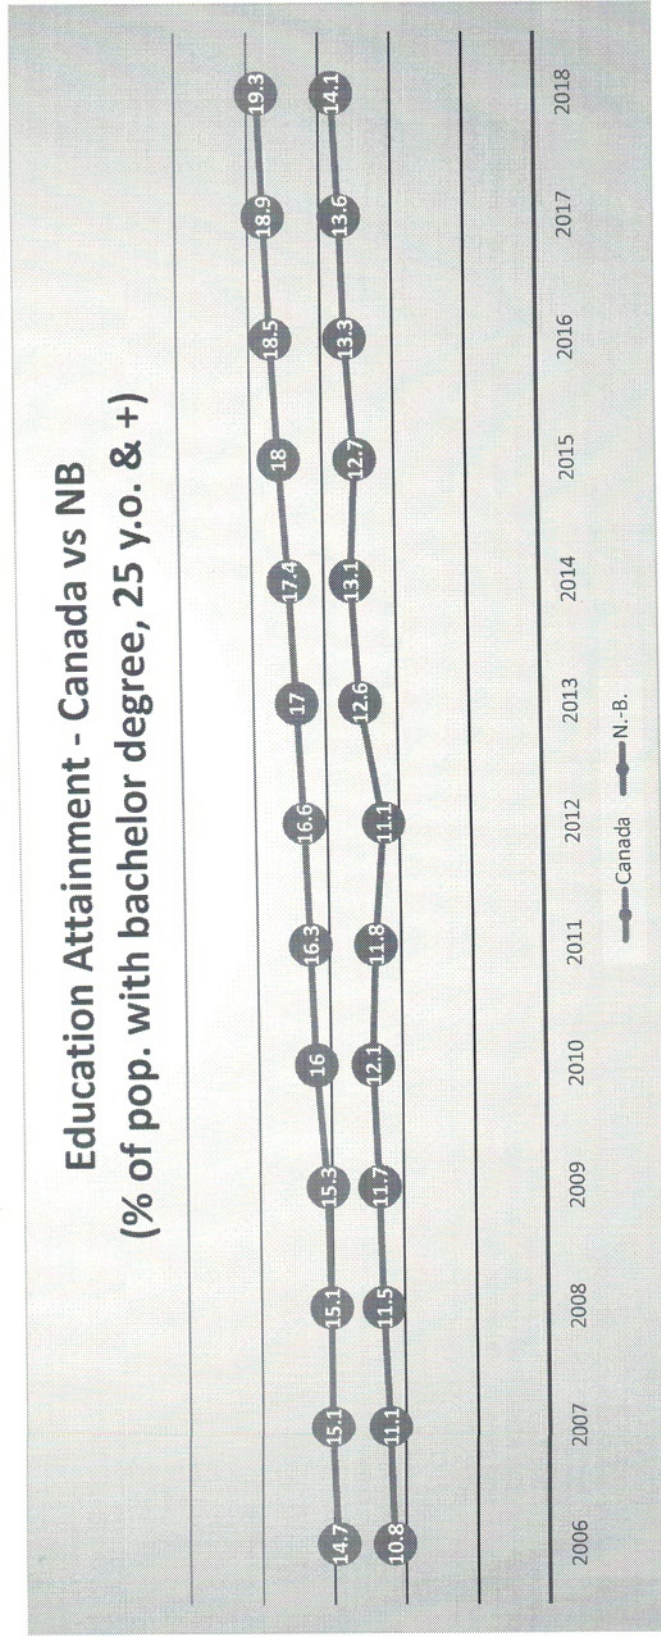 Education Attainment - Canada vs NB
(% of pop. with bachelor degree, 25 y.o. & +)
14.7 15.1 15.1 15.3 16 16.3 16.6 17 17.4 18 18.5 18.9 19.3
10.8 11.1 11.5 11.7 12.1 11.8 11.1 12.6 13.1 12.7 13.3 13.6 14.1
2006 2007 2008 2009 2010 2011 2012 2013 2014 2015 2016 2017 2018
Canada N.-B.